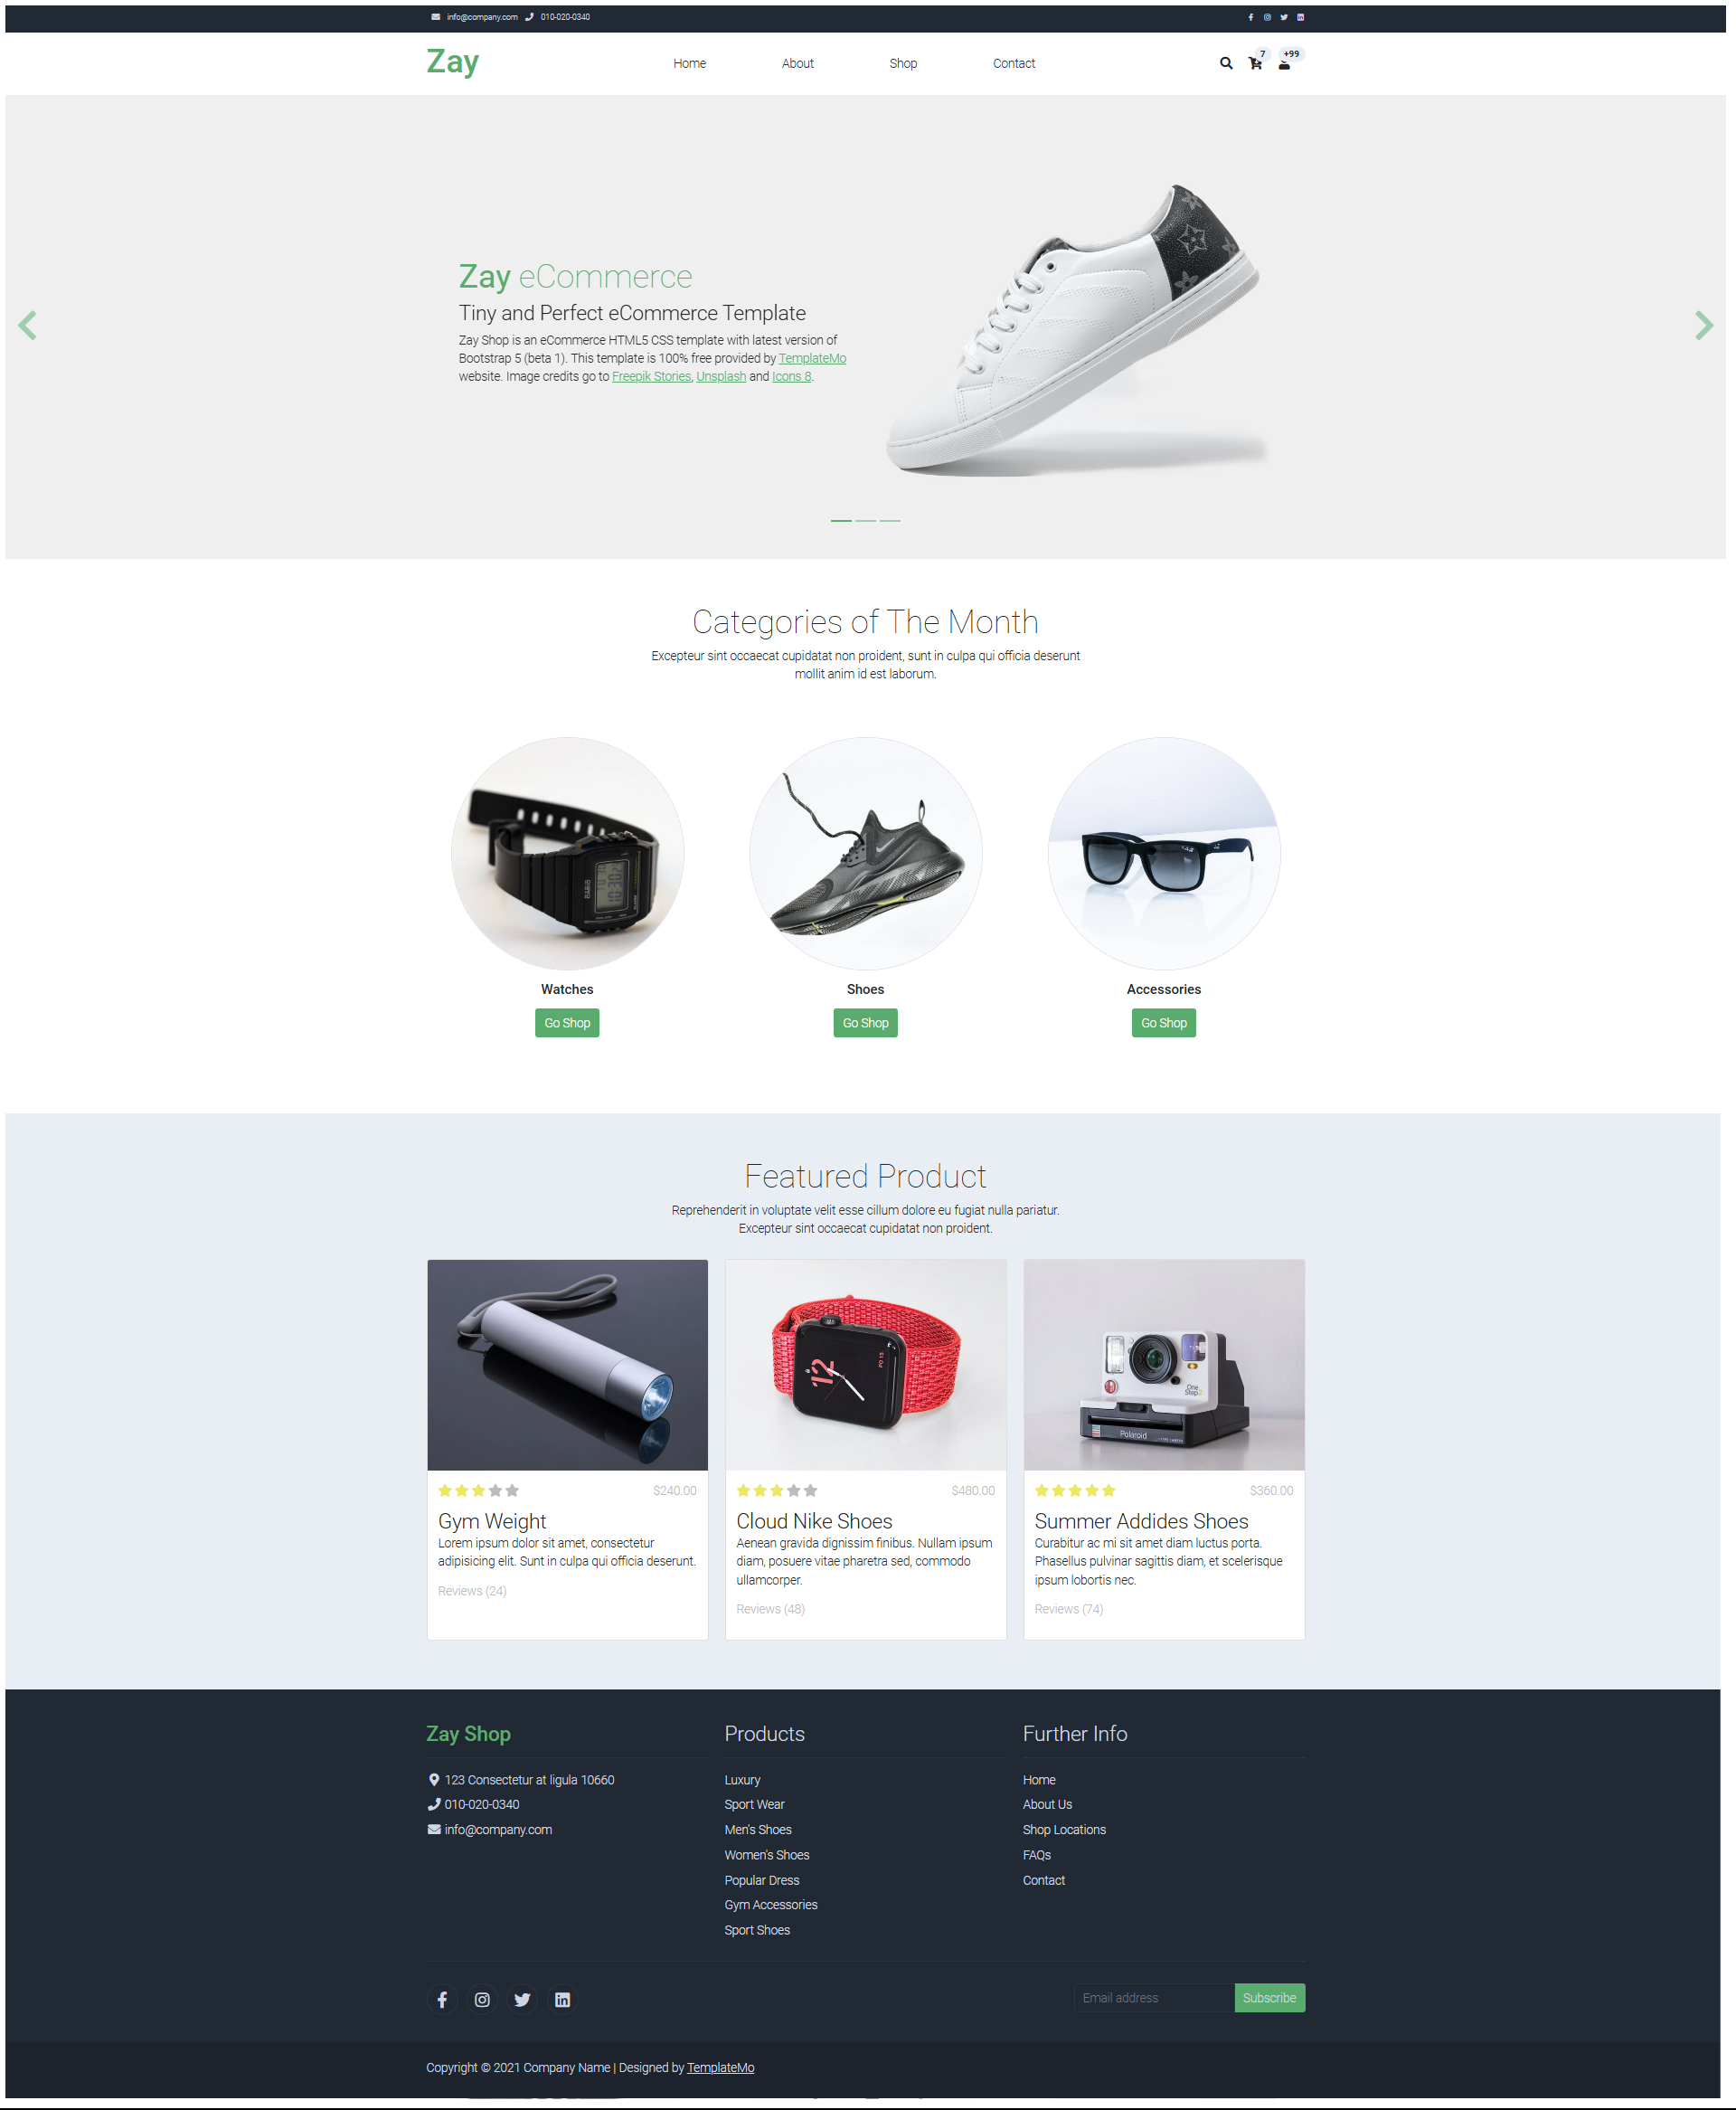 info@company.com 010-020-0340
Zay
Home About Shop Contact
7 +99
Zay eCommerce
Tiny and Perfect eCommerce Template
Zay Shop is an eCommerce HTML5 CSS template with latest version of
Bootstrap 5 (beta 1). This template is 100% free provided by TemplateMo
website. Image credits go to Freepik Stories, Unsplash and Icons 8.
Categories of The Month
Excepteur sint occaecat cupidatat non proident, sunt in culpa qui officia deserunt
mollit anim id est laborum.
Watches Shoes Accessories
Go Shop Go Shop Go Shop
Featured Product
Reprehenderit in voluptate velit esse cillum dolore eu fugiat nulla pariatur.
Excepteur sint occaecat cupidatat non proident.
12
One
Step2
Polaroid
$240.00
Gym Weight
Lorem ipsum dolor sit amet, consectetur
adipisicing elit. Sunt in culpa qui officia deserunt.
Reviews (24)
$480.00
Cloud Nike Shoes
Aenean gravida dignissim finibus. Nullam ipsum
diam, posuere vitae pharetra sed, commodo
ullamcorper.
Reviews (48)
$360.00
Summer Addides Shoes
Curabitur ac mi sit amet diam luctus porta.
Phasellus pulvinar sagittis diam, et scelerisque
ipsum lobortis nec.
Reviews (74)
Zay Shop
123 Consectetur at ligula 10660
010-020-0340
info@company.com
Products
Luxury
Sport Wear
Men's Shoes
Women's Shoes
Popular Dress
Gym Accessories
Sport Shoes
Further Info
Home
About Us
Shop Locations
FAQs
Contact
Email address Subscribe
Copyright © 2021 Company Name | Designed by TemplateMo